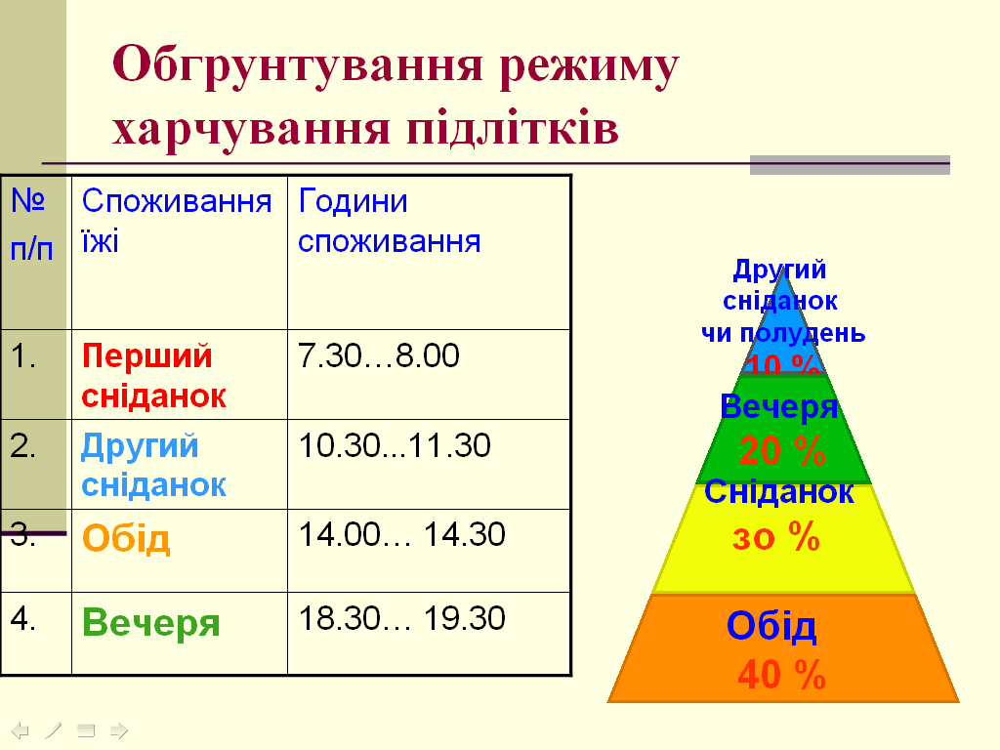 Обгрунтування режиму
харчування підлітків
№
п/п
Споживання
їжі
Години
споживання
1.
Перший
сніданок
7.30…8.00
2.
Другий
сніданок
10.30...11.30
3.
Обід
14.00… 14.30
4.
Вечеря
18.30… 19.30
Другий
сніданок
чи полудень
10 %
Вечеря
20 %
Сніданок
зо %
Обід
40 %